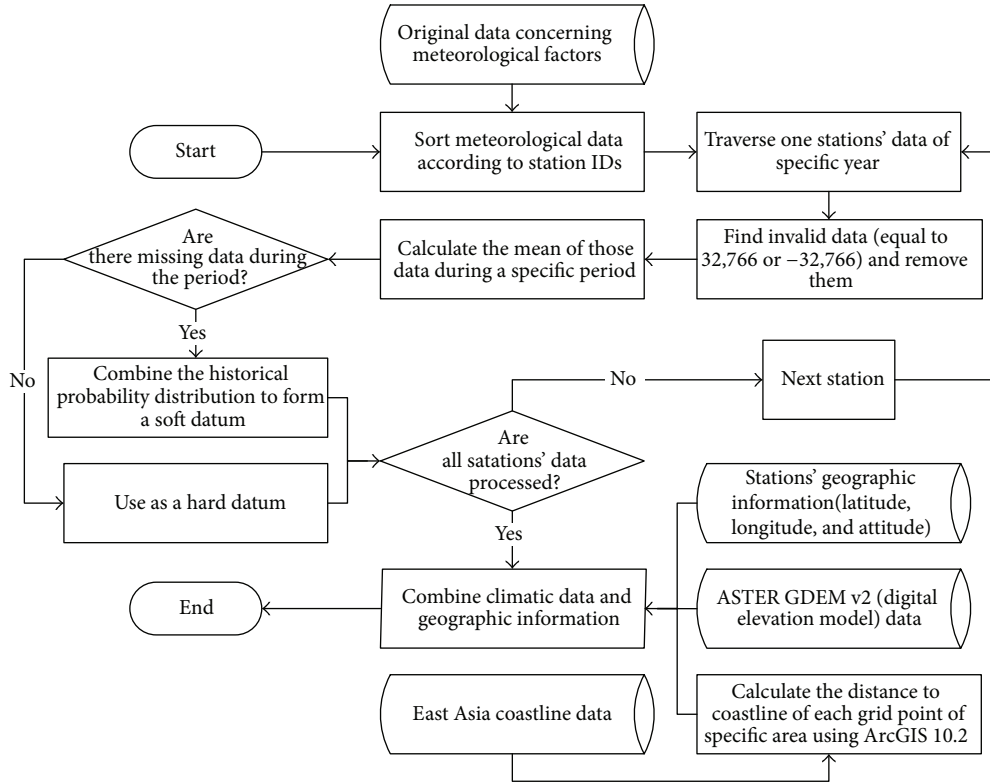 Original data concerning
meteorological factors
Start
Sort meteorological data
according to station IDs
Traverse one stations' data of
specific year
Are
there missing data during
the period?
Calculate the mean of those
data during a specific period
Find invalid data (equal to
32,766 or −32,766) and remove
them
Yes
No
Combine the historical
probability distribution to form
a soft datum
No
Next station
Are
all satations' data
processed?
Use as a hard datum
Stations' geographic
information(latitude,
longitude, and attitude)
Yes
End
Combine climatic data and
geographic information
ASTER GDEM v2 (digital
elevation model) data
East Asia coastline data
Calculate the distance to
coastline of each grid point of
specific area using ArcGIS 10.2